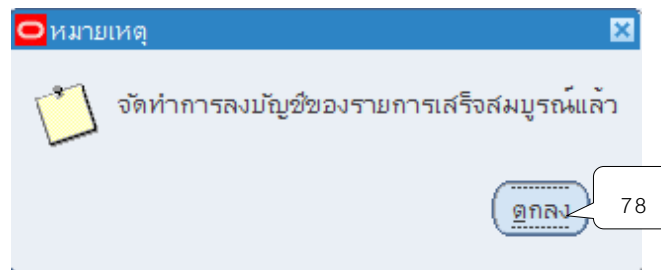 หมายเหตุ
จัดทำการลงบัญชีของรายการเสร็จสมบูรณ์แล้ว
ตกลง
78